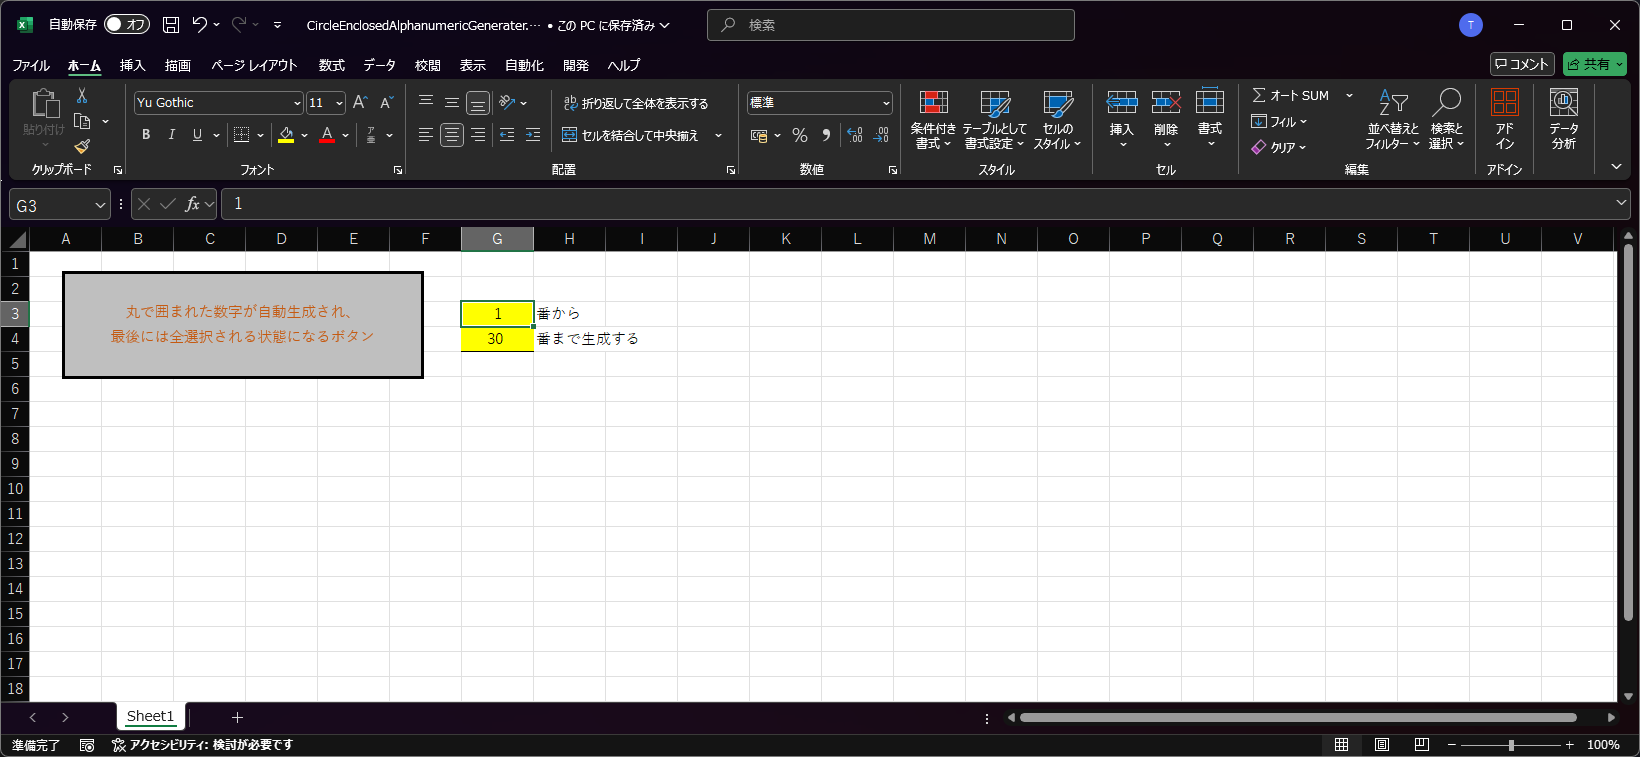 自動保存 オフ CircleEnclosedAlphanumericGenerater.… • この PC に保存済み 検索 T
ファイル ホーム 挿入 描画 ページ レイアウト 数式 データ 校閲 表示 自動化 開発 ヘルプ コメント 共有
貼り付け
クリップボード
Yu Gothic 11 A A
B I U A
フォント
ab 折り返して全体を表示する
セルを結合して中央揃え
配置
標準
%
数値
条件付き
書式
テーブルとして
書式設定
セルの
スタイル
スタイル
挿入 削除 書式
セル
オート SUM
フィル
クリア
並べ替えと
フィルター
検索と
選択
編集
アド
イン
アドイン
データ
分析
G3 fx 1
A B C D E F G H I J K L M N O P Q R S T U V
1
2
丸で囲まれた数字が自動生成され、
最後には全選択される状態になるボタン
3 1 番から
4 30 番まで生成する
5
6
7
8
9
10
11
12
13
14
15
16
17
18
Sheet1
準備完了 アクセシビリティ: 検討が必要です 100%